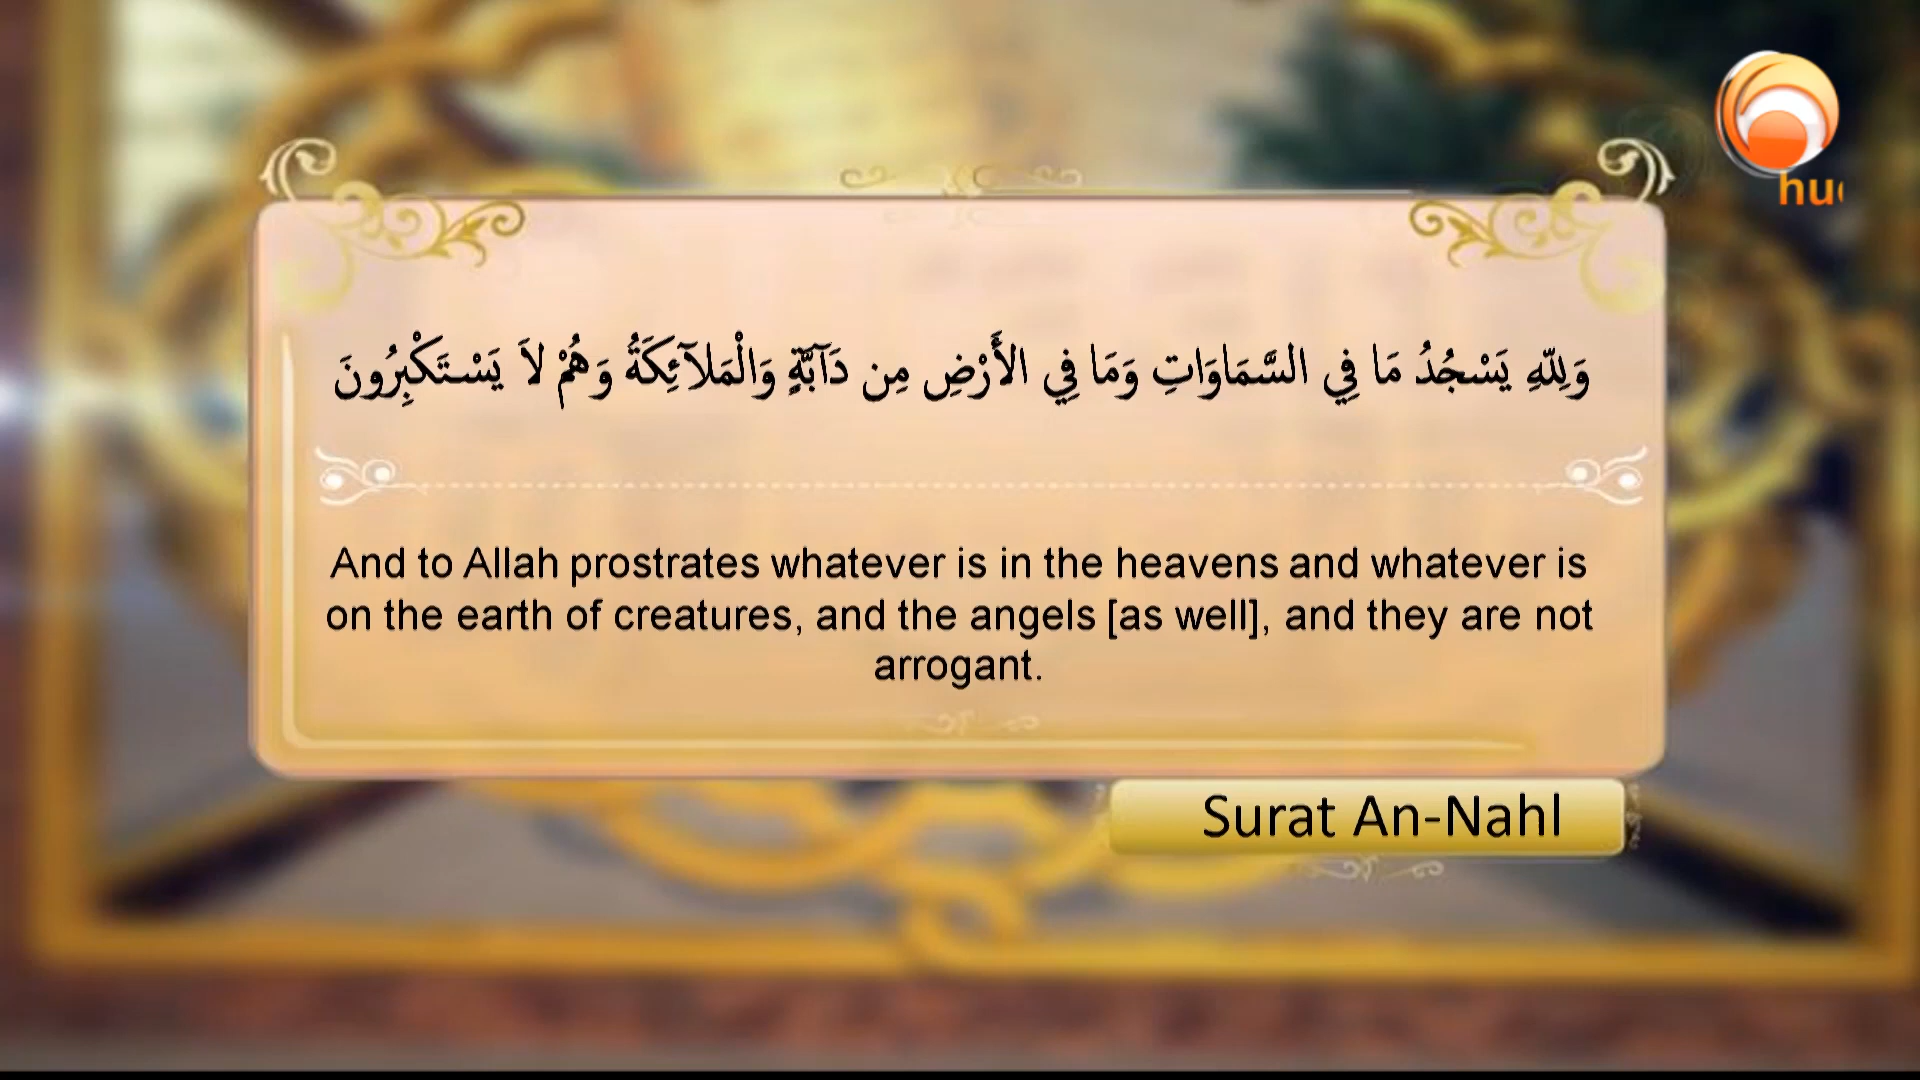 hu
وَلِلّهِ يَسْجُدُ مَا فِي السَّمَاوَاتِ وَمَا فِي الأَرْضِ مِن دَآبَّةٍ وَالْمَلآئِكَةُ وَهُمْ لاَ يَسْتَكْبِرُونَ
And to Allah prostrates whatever is in the heavens and whatever is
on the earth of creatures, and the angels [as well], and they are not
arrogant.
Surat An-Nahl